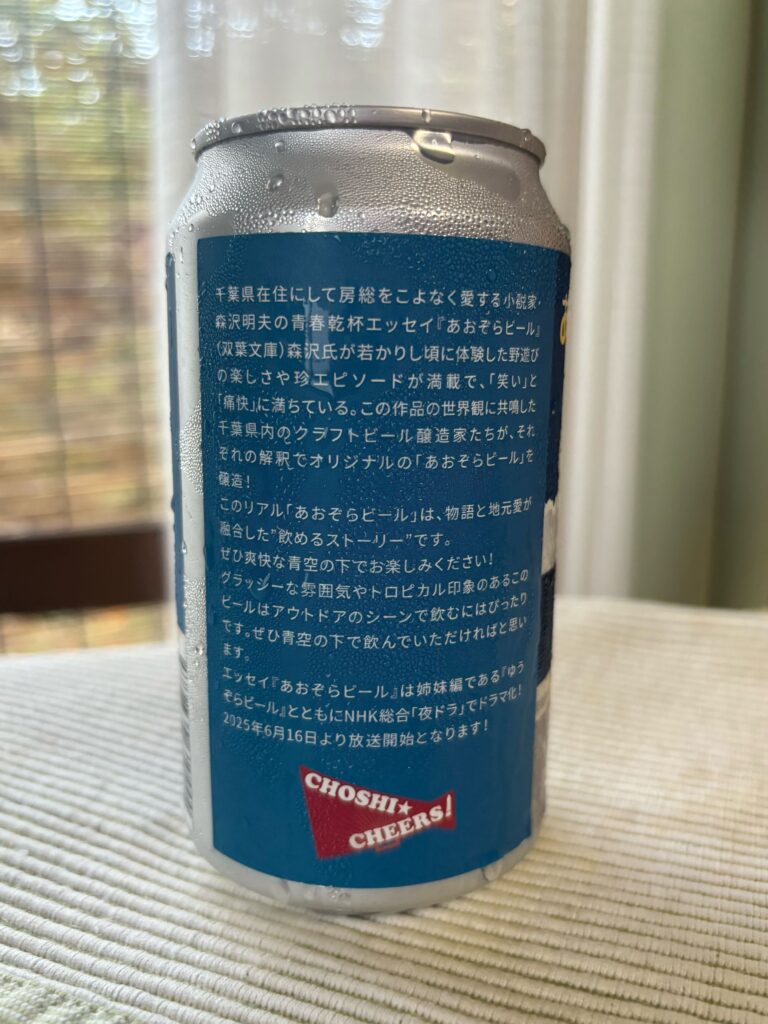 千葉県在住にして房総をこよなく愛する小説家・
森沢明夫の青春乾杯エッセイ『あおぞらビール』
（双葉文庫）森沢氏が若かりし頃に体験した野遊び
の楽しさや珍エピソードが満載で、「笑い」と
「痛快」に満ちている。この作品の世界観に共鳴した
千葉県内のクラフトビール醸造家たちが、それ
ぞれの解釈でオリジナルの「あおぞらビール」を
醸造！
このリアル「あおぞらビール」は、物語と地元愛が
融合した"飲めるストーリー"です。
ぜひ爽快な青空の下でお楽しみください！
グラッシーな雰囲気やトロピカル印象のあるこの
ビールはアウトドアのシーンで飲むにはぴったり
です。ぜひ青空の下で飲んでいただければと思い
ます。
エッセイ『あおぞらビール』は姉妹編である『ゆう
ぞらビール』とともにNHK総合「夜ドラ」でドラマ化！
2025年6月16日より放送開始となります！
CHOSHI★
CHEERS!